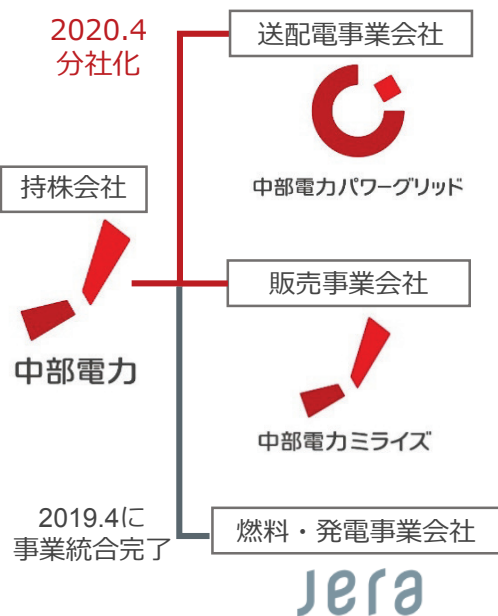 2020.4
分社化
送配電事業会社
中部電力パワーグリッド
持株会社
中部電力
販売事業会社
中部電力ミライズ
2019.4に
事業統合完了
燃料・発電事業会社
Jera